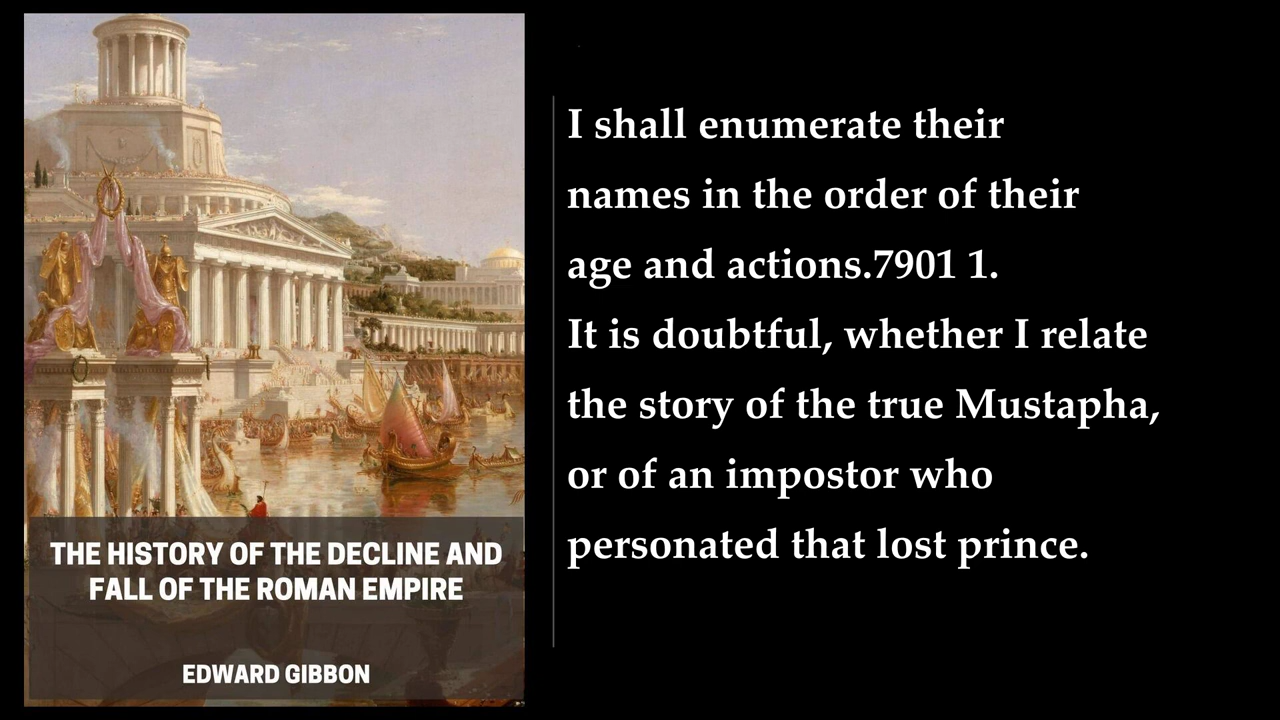 THE HISTORY OF THE DECLINE AND
FALL OF THE ROMAN EMPIRE
EDWARD GIBBON
I shall enumerate their
names in the order of their
age and actions.7901 1.
It is doubtful, whether I relate
the story of the true Mustapha,
or of an impostor who
personated that lost prince.